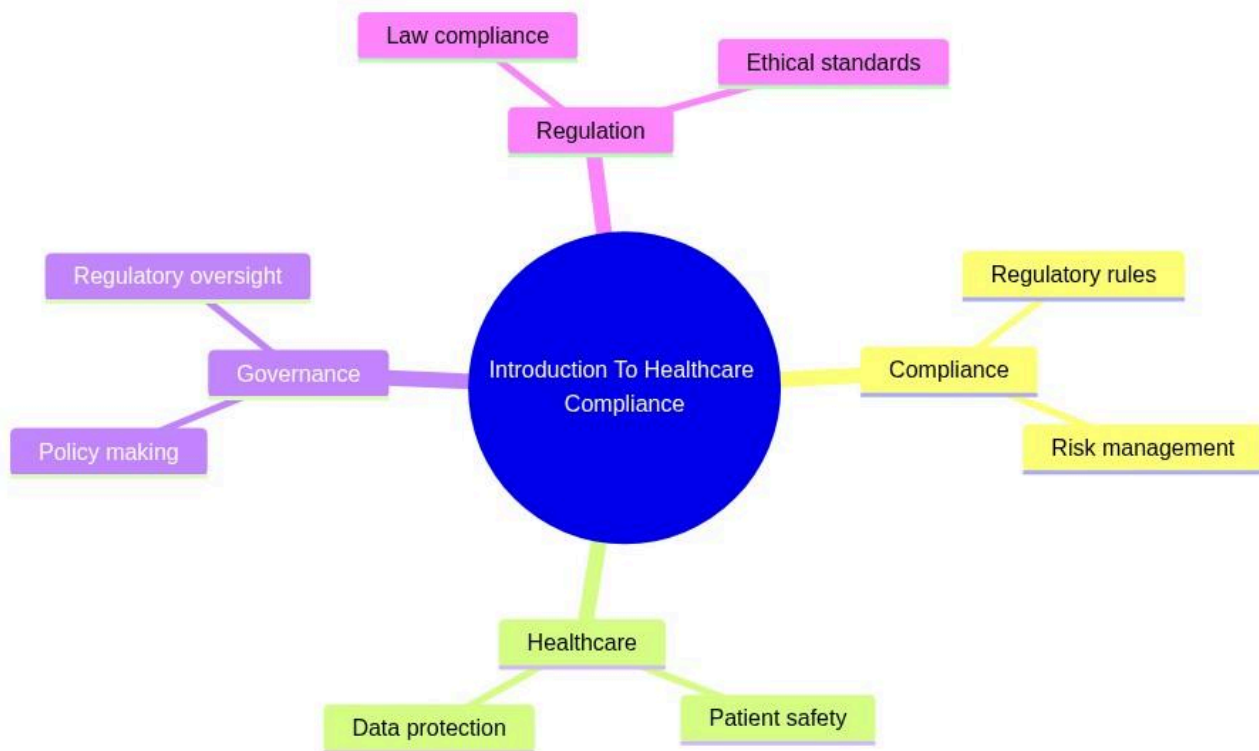 Law compliance
Ethical standards
Regulation
Regulatory oversight
Governance
Policy making
Introduction To Healthcare
Compliance
Regulatory rules
Compliance
Risk management
Healthcare
Data protection
Patient safety